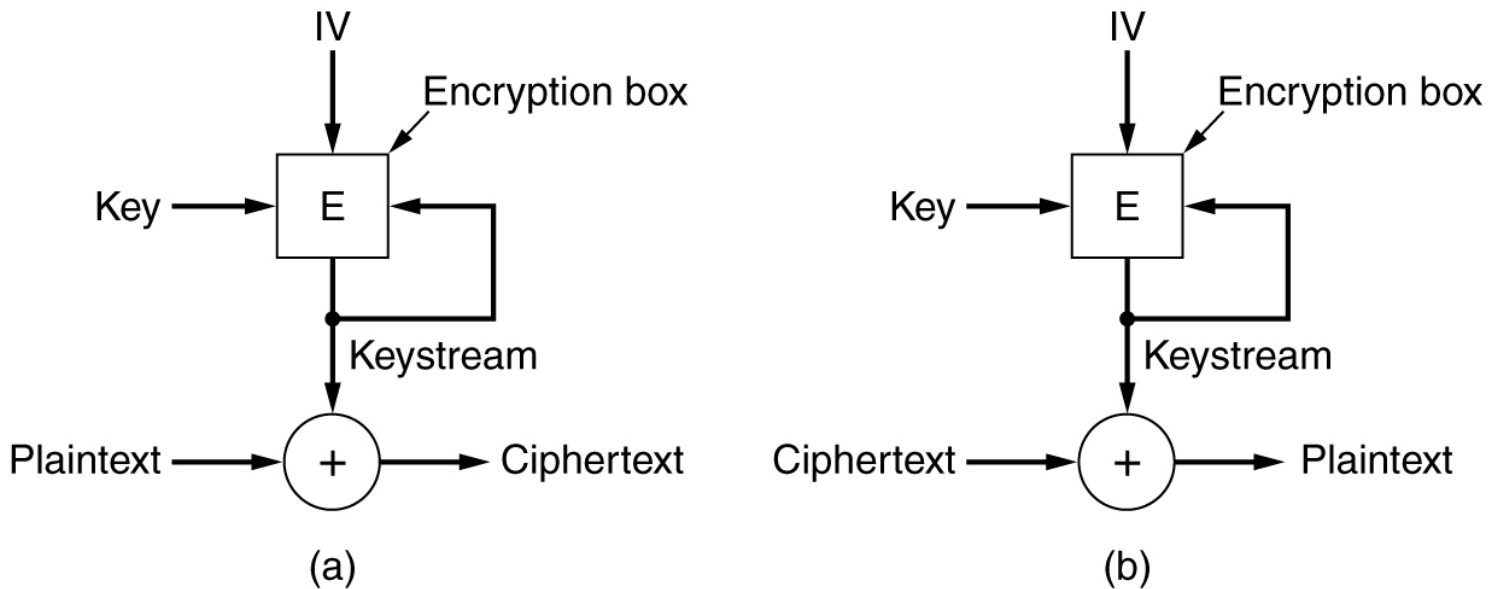 IV
Encryption box
Key
E
Keystream
Plaintext
+
Ciphertext
(a)
IV
Encryption box
Key
E
Keystream
Ciphertext
+
Plaintext
(b)